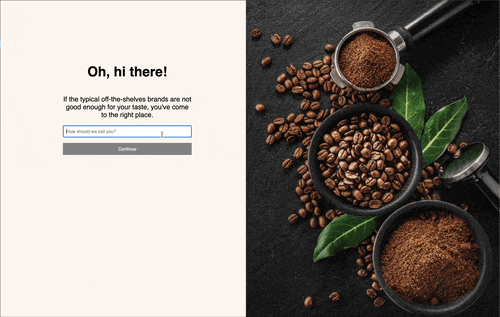 Oh, hi there!
If the typical off-the-shelves brands are not
good enough for your taste, you've come
to the right place.
How should we call you?
Continue